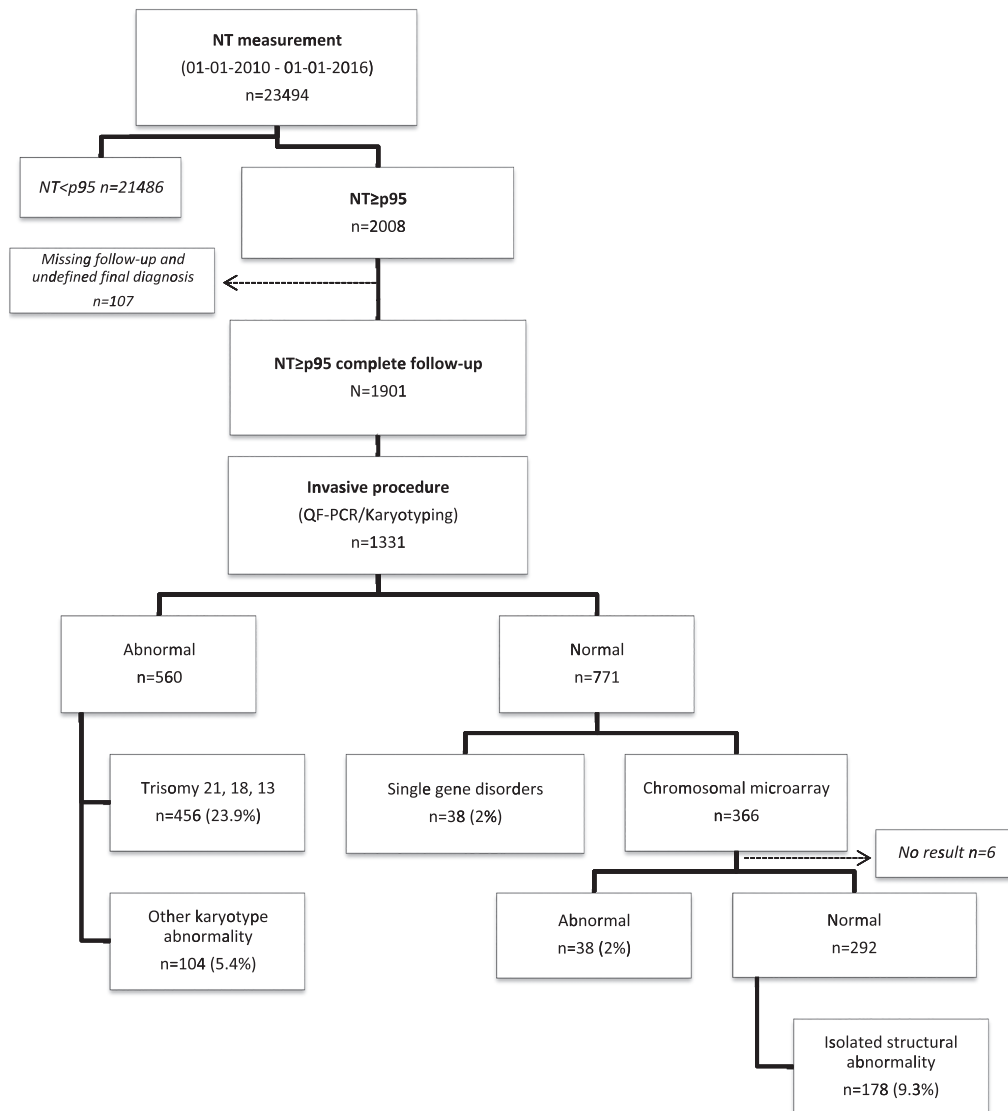 NT measurement
(01-01-2010 - 01-01-2016)
n=23494
NT<p95 n=21486
NT≥p95
n=2008
Missing follow-up and
undefined final diagnosis
n=107
NT≥p95 complete follow-up
N=1901
Invasive procedure
(QF-PCR/Karyotyping)
n=1331
Abnormal
n=560
Normal
n=771
Trisomy 21, 18, 13
n=456 (23.9%)
Single gene disorders
n=38 (2%)
Chromosomal microarray
n=366
No result n=6
Other karyotype
abnormality
n=104 (5.4%)
Abnormal
n=38 (2%)
Normal
n=292
Isolated structural
abnormality
n=178 (9.3%)